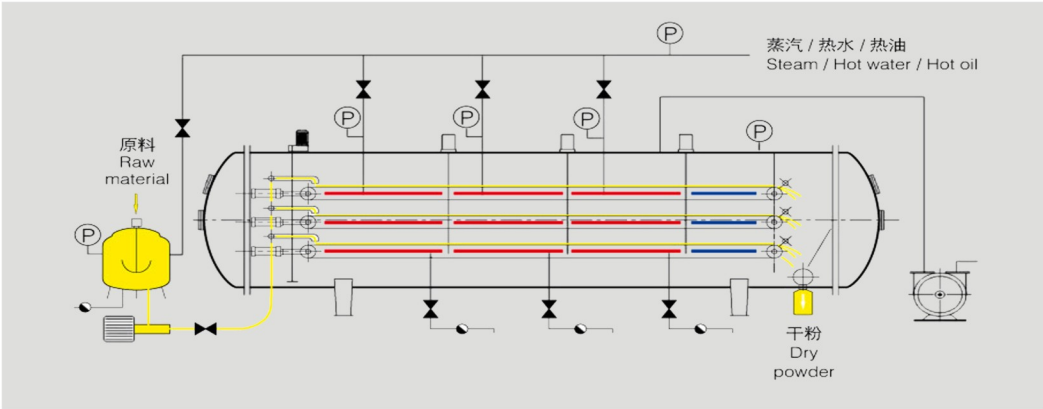 P
蒸汽 / 热水 / 热油
Steam / Hot water / Hot oil
P
P
P
P
原料
Raw
material
P
干粉
Dry
powder